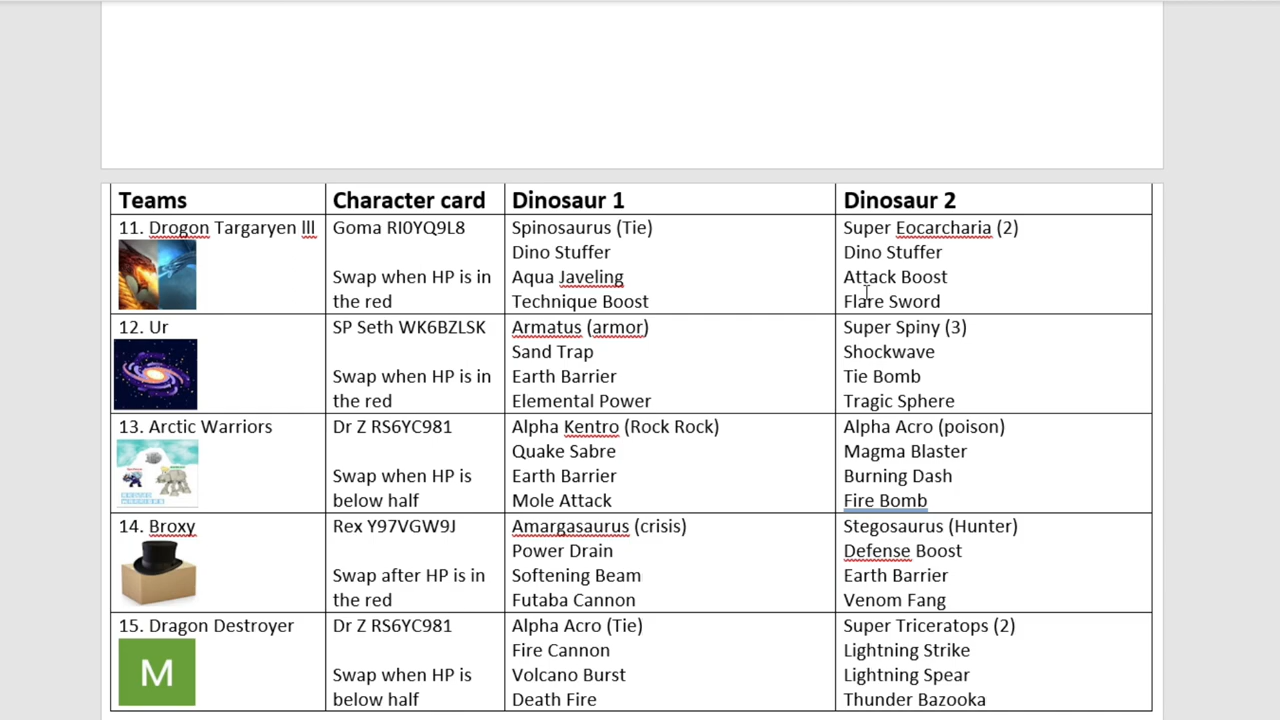 Teams Character card Dinosaur 1 Dinosaur 2
11. Drogon Targaryen lll Goma RI0YQ9L8 Spinosaurus (Tie) Super Eocarcharia (2)
Dino Stuffer Dino Stuffer
Swap when HP is in Aqua Javeling Attack Boost
the red Technique Boost Flare Sword
12. Ur SP Seth WK6BZLSK Armatus (armor) Super Spiny (3)
Sand Trap Shockwave
Swap when HP is in Earth Barrier Tie Bomb
the red Elemental Power Tragic Sphere
13. Arctic Warriors Dr Z RS6YC981 Alpha Kentro (Rock Rock) Alpha Acro (poison)
Quake Sabre Magma Blaster
Swap when HP is Earth Barrier Burning Dash
below half Mole Attack Fire Bomb
14. Broxy Rex Y97VGW9J Amargasaurus (crisis) Stegosaurus (Hunter)
Power Drain Defense Boost
Swap after HP is in Softening Beam Earth Barrier
the red Futaba Cannon Venom Fang
15. Dragon Destroyer Dr Z RS6YC981 Alpha Acro (Tie) Super Triceratops (2)
Fire Cannon Lightning Strike
M Swap when HP is Volcano Burst Lightning Spear
below half Death Fire Thunder Bazooka